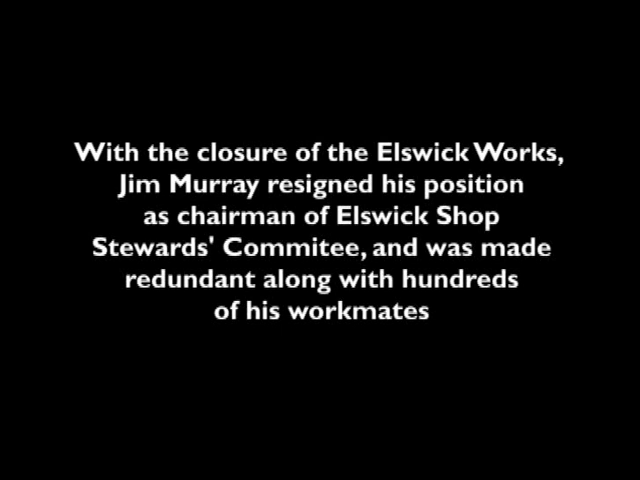 With the closure of the Elswick Works,
Jim Murray resigned his position
as chairman of Elswick Shop
Stewards' Commitee, and was made
redundant along with hundreds
of his workmates